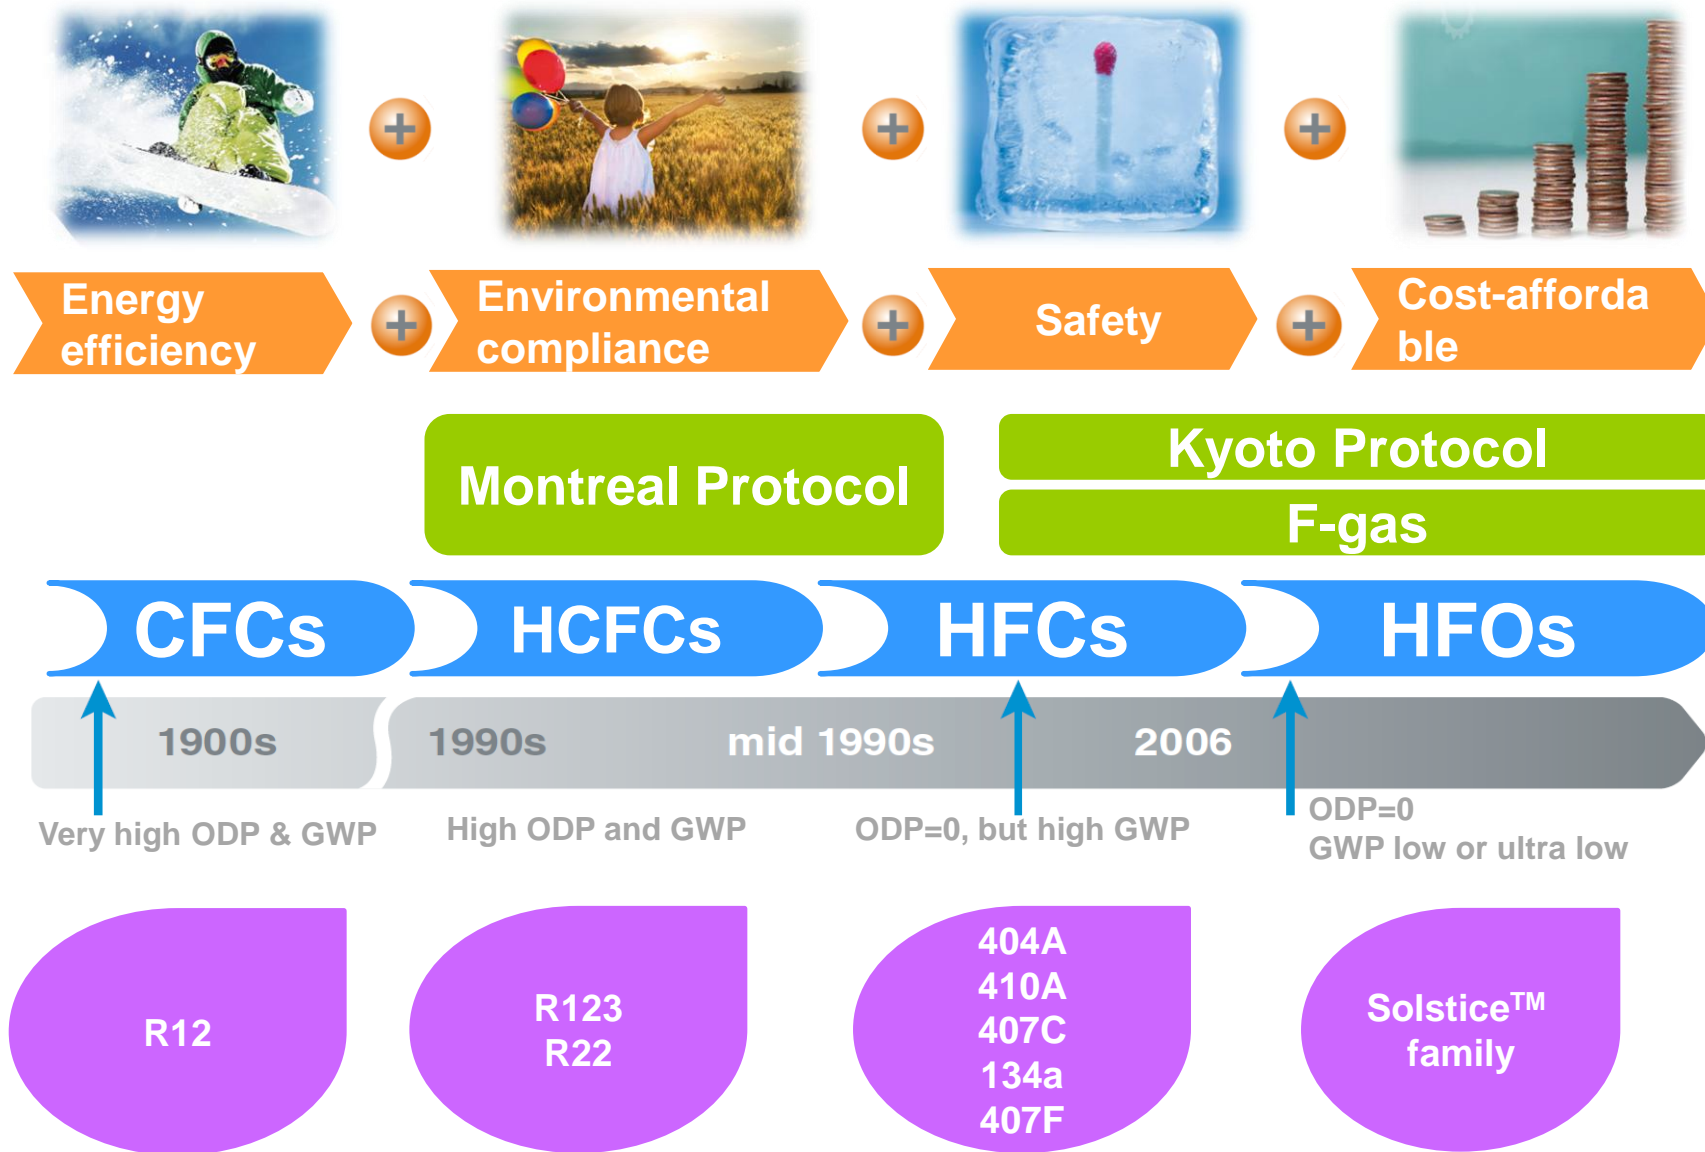 Energy
efficiency
Environmental
compliance
Safety
Cost-afforda
ble
Montreal Protocol
Kyoto Protocol
F-gas
CFCs
HCFCs
HFCs
HFOs
1900s
1990s
mid 1990s
2006
Very high ODP & GWP
High ODP and GWP
ODP=0, but high GWP
ODP=0
GWP low or ultra low
R12
R123
R22
404A
410A
407C
134a
407F
Solstice™
family